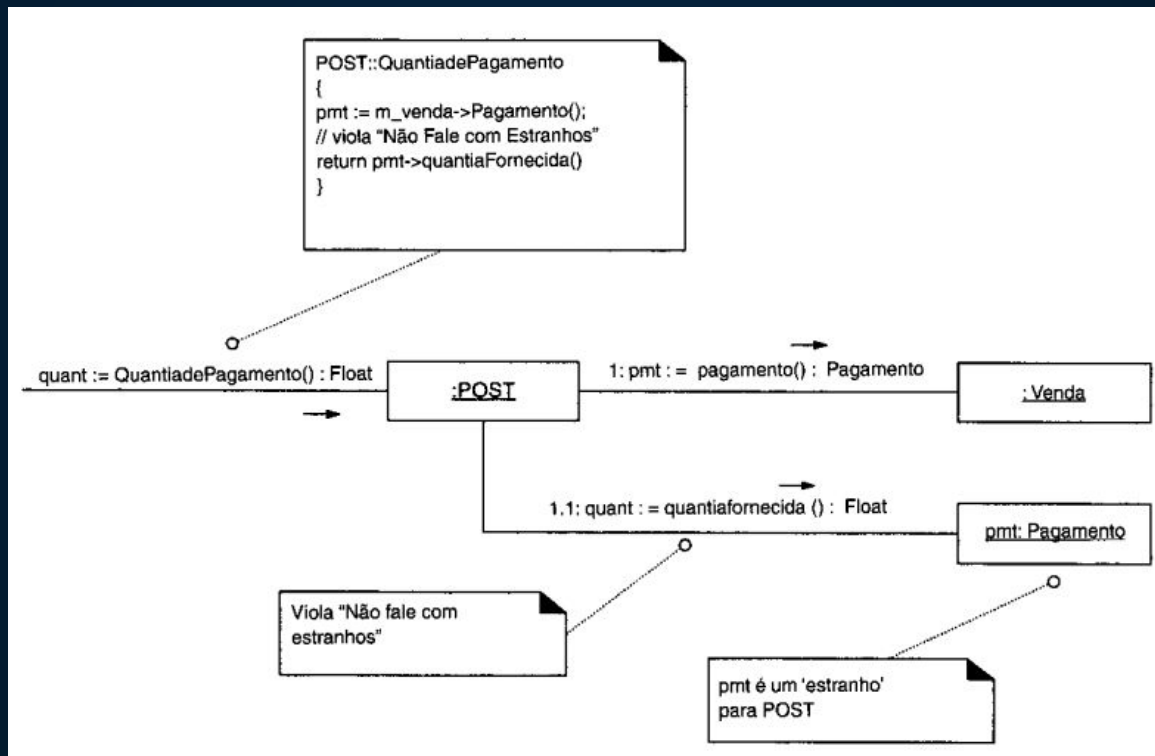 POST::QuantiadePagamento
{
pmt := m_venda->Pagamento();
// viola "Não Fale com Estranhos"
return pmt->quantiaFornecida()
}
quant := QuantiadePagamento() : Float
:POST
1: pmt : = pagamento() : Pagamento
: Venda
1.1: quant : = quantiafornecida () : Float
pmt: Pagamento
Viola "Não fale com
estranhos"
pmt é um 'estranho'
para POST